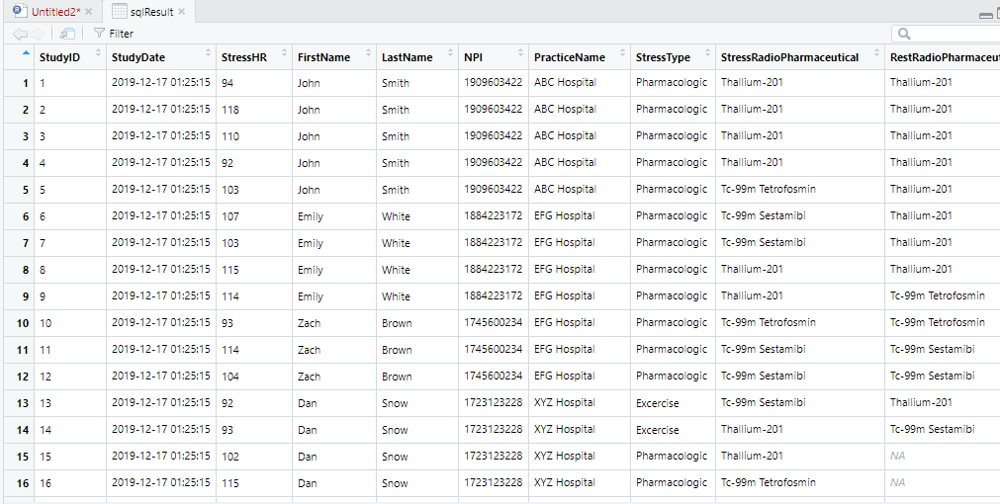 Untitled2*
sqlResult
Filter
StudyID StudyDate StressHR FirstName LastName NPI PracticeName StressType StressRadioPharmaceutical RestRadioPharmaceut
1 1 2019-12-17 01:25:15 94 John Smith 1909603422 ABC Hospital Pharmacologic Thallium-201 Thallium-201
2 2 2019-12-17 01:25:15 118 John Smith 1909603422 ABC Hospital Pharmacologic Thallium-201 Thallium-201
3 3 2019-12-17 01:25:15 110 John Smith 1909603422 ABC Hospital Pharmacologic Thallium-201 Thallium-201
4 4 2019-12-17 01:25:15 92 John Smith 1909603422 ABC Hospital Pharmacologic Thallium-201 Thallium-201
5 5 2019-12-17 01:25:15 103 John Smith 1909603422 ABC Hospital Pharmacologic Tc-99m Tetrofosmin Thallium-201
6 6 2019-12-17 01:25:15 107 Emily White 1884223172 EFG Hospital Pharmacologic Tc-99m Sestamibi Thallium-201
7 7 2019-12-17 01:25:15 103 Emily White 1884223172 EFG Hospital Pharmacologic Tc-99m Sestamibi Thallium-201
8 8 2019-12-17 01:25:15 115 Emily White 1884223172 EFG Hospital Pharmacologic Thallium-201 Thallium-201
9 9 2019-12-17 01:25:15 114 Emily White 1884223172 EFG Hospital Pharmacologic Thallium-201 Tc-99m Tetrofosmin
10 10 2019-12-17 01:25:15 93 Zach Brown 1745600234 EFG Hospital Pharmacologic Tc-99m Tetrofosmin Tc-99m Tetrofosmin
11 11 2019-12-17 01:25:15 114 Zach Brown 1745600234 EFG Hospital Pharmacologic Tc-99m Sestamibi Tc-99m Sestamibi
12 12 2019-12-17 01:25:15 104 Zach Brown 1745600234 EFG Hospital Pharmacologic Tc-99m Sestamibi Tc-99m Sestamibi
13 13 2019-12-17 01:25:15 92 Dan Snow 1723123228 XYZ Hospital Excercise Tc-99m Sestamibi Thallium-201
14 14 2019-12-17 01:25:15 93 Dan Snow 1723123228 XYZ Hospital Excercise Thallium-201 Tc-99m Sestamibi
15 15 2019-12-17 01:25:15 102 Dan Snow 1723123228 XYZ Hospital Pharmacologic Thallium-201 NA
16 16 2019-12-17 01:25:15 115 Dan Snow 1723123228 XYZ Hospital Pharmacologic Tc-99m Tetrofosmin NA